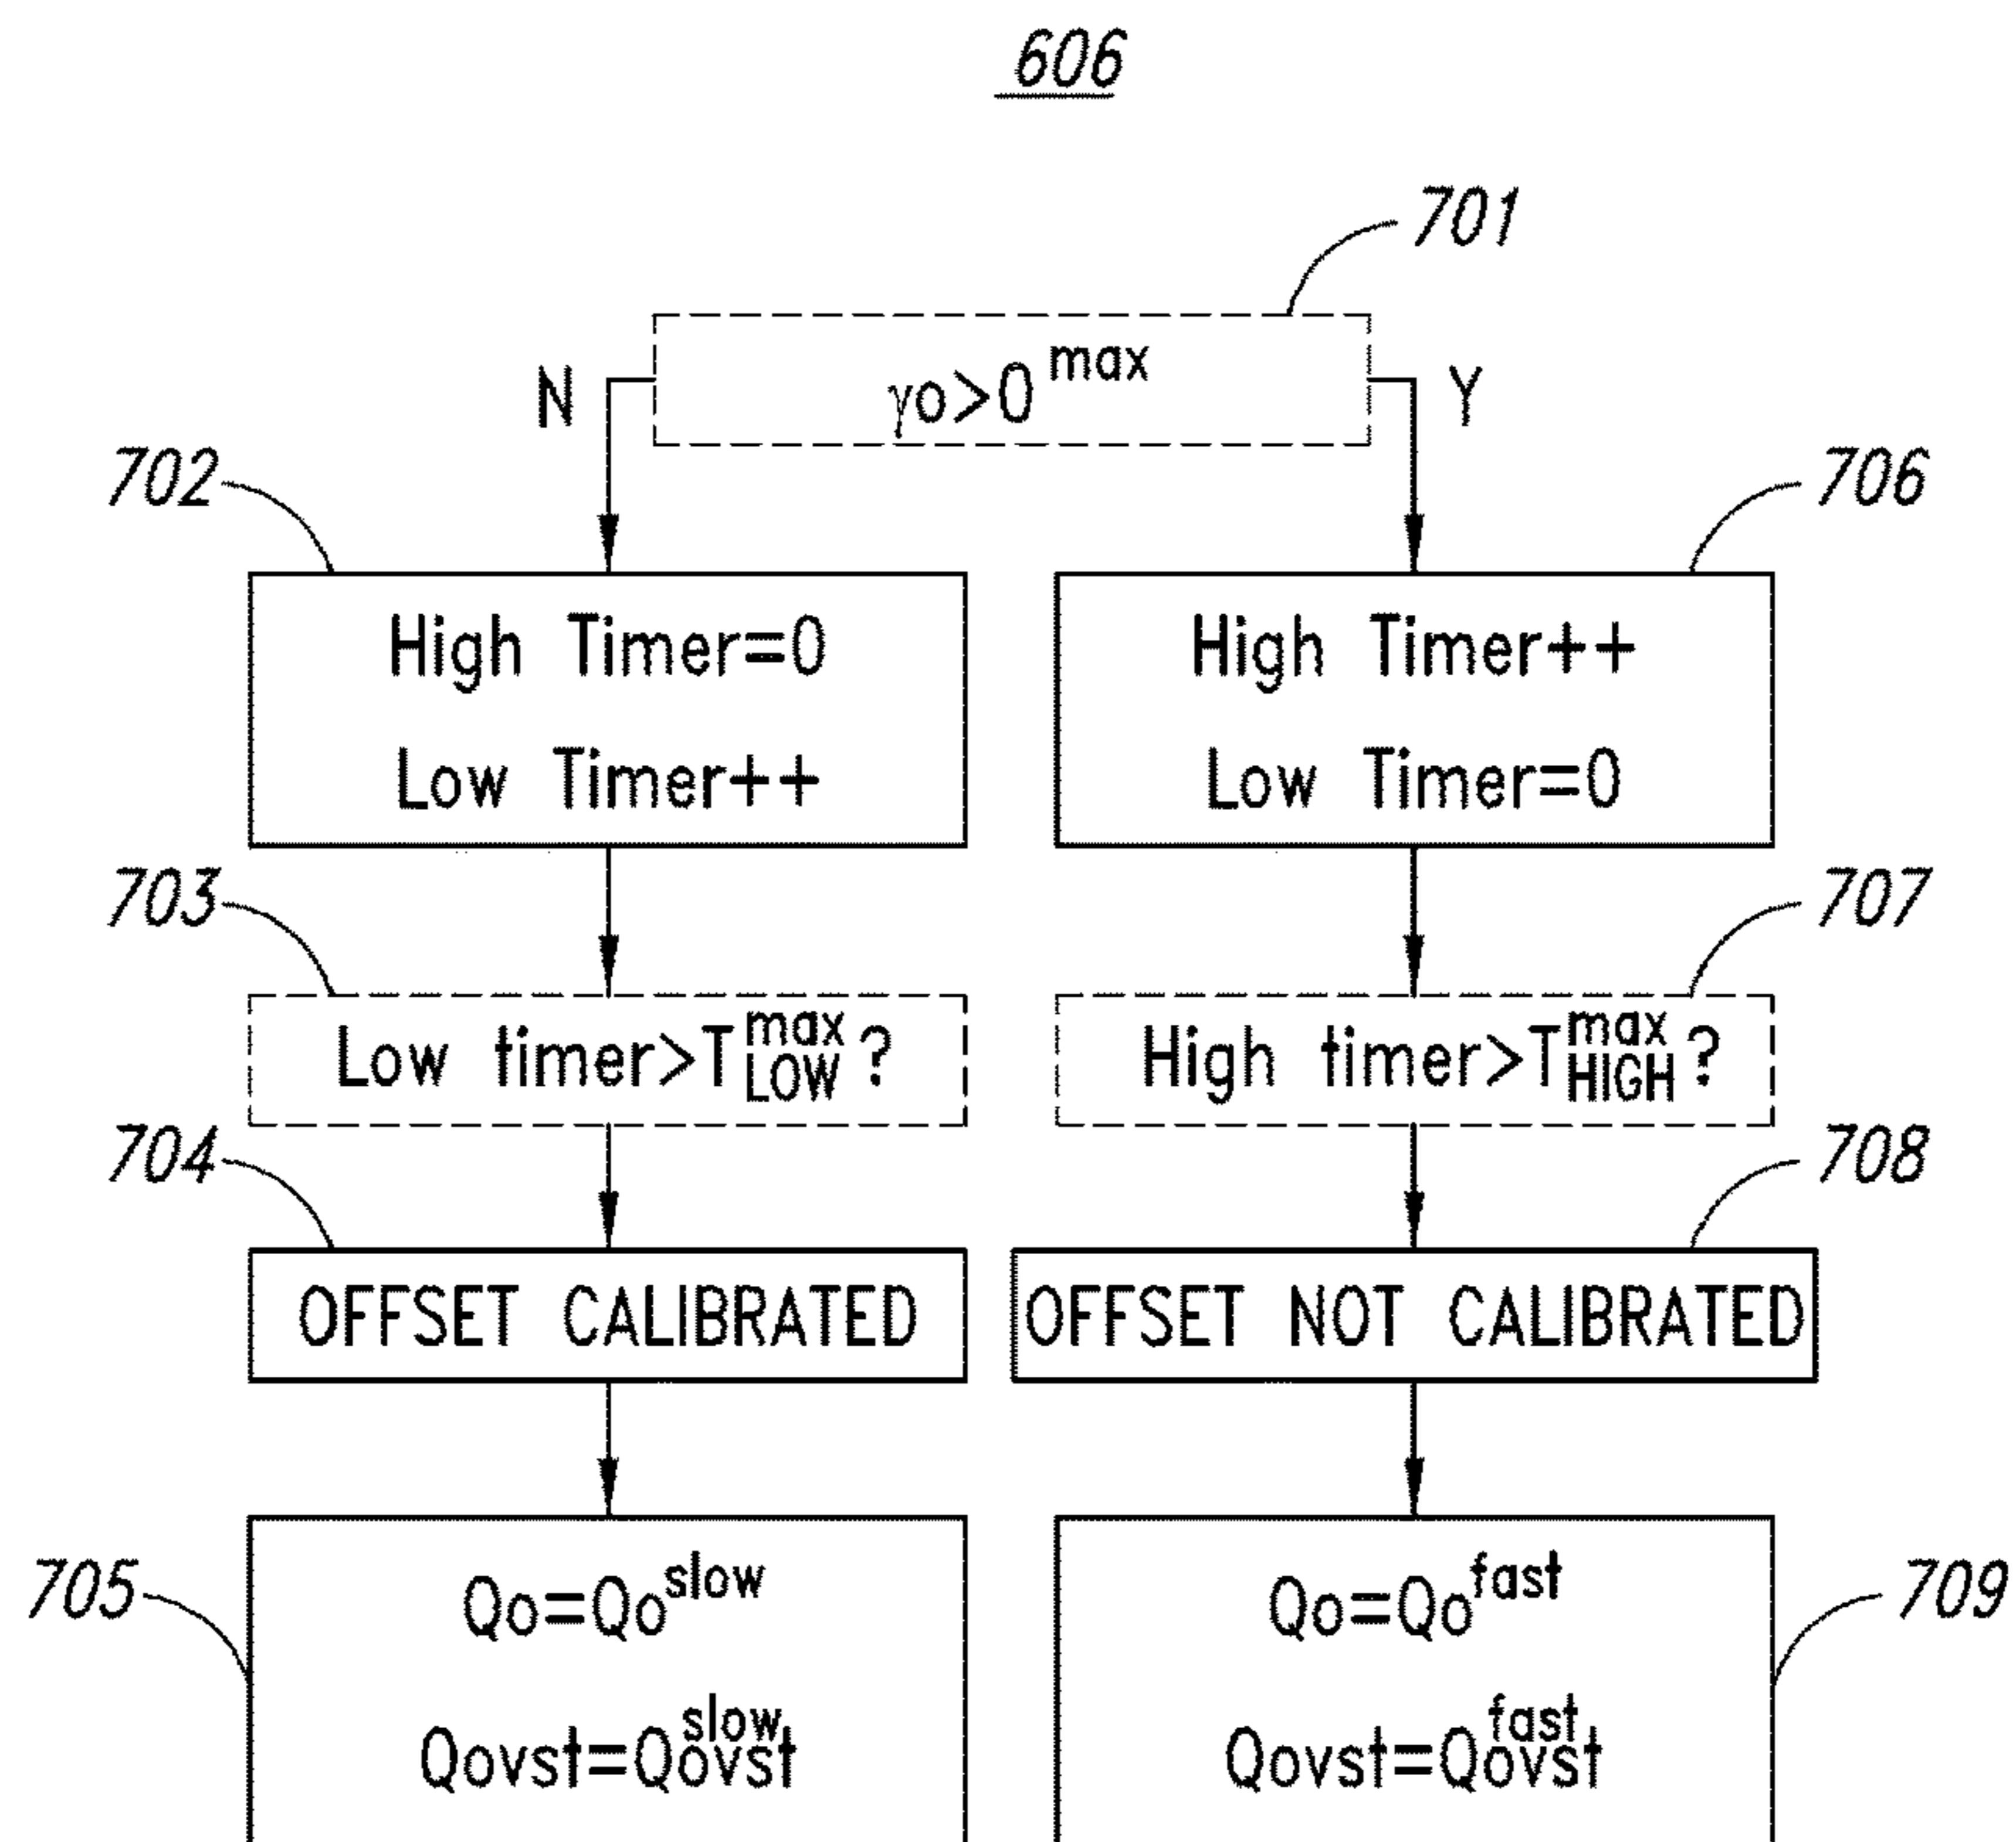 606
701
γo>0^max
N
Y
702
706
High Timer=0
Low Timer++
High Timer++
Low Timer=0
703
707
Low timer>T^max_LOW?
High timer>T^max_HIGH?
704
708
OFFSET CALIBRATED
OFFSET NOT CALIBRATED
705
709
Qo=Qo^slow
Qovst=Q^slow_ovst
Qo=Qo^fast
Qovst=Q^fast_ovst